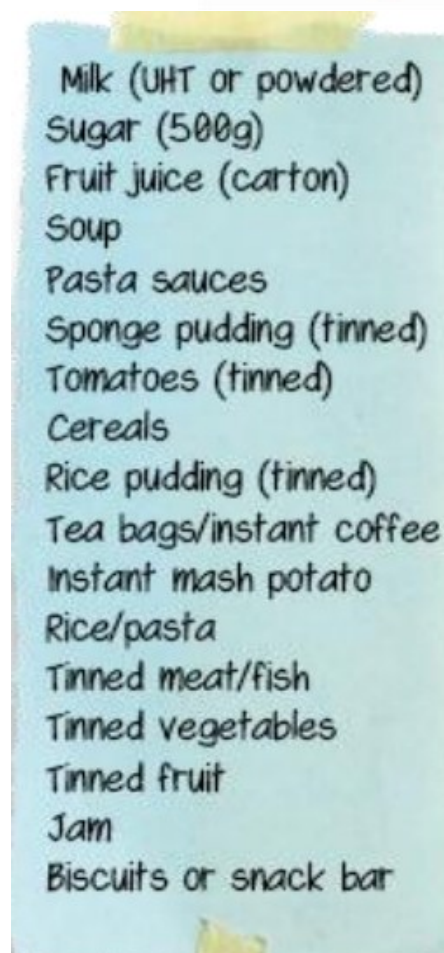 Milk (UHT or powdered)
Sugar (500g)
Fruit juice (carton)
Soup
Pasta sauces
Sponge pudding (tinned)
Tomatoes (tinned)
Cereals
Rice pudding (tinned)
Tea bags/instant coffee
Instant mash potato
Rice/pasta
Tinned meat/fish
Tinned vegetables
Tinned fruit
Jam
Biscuits or snack bar